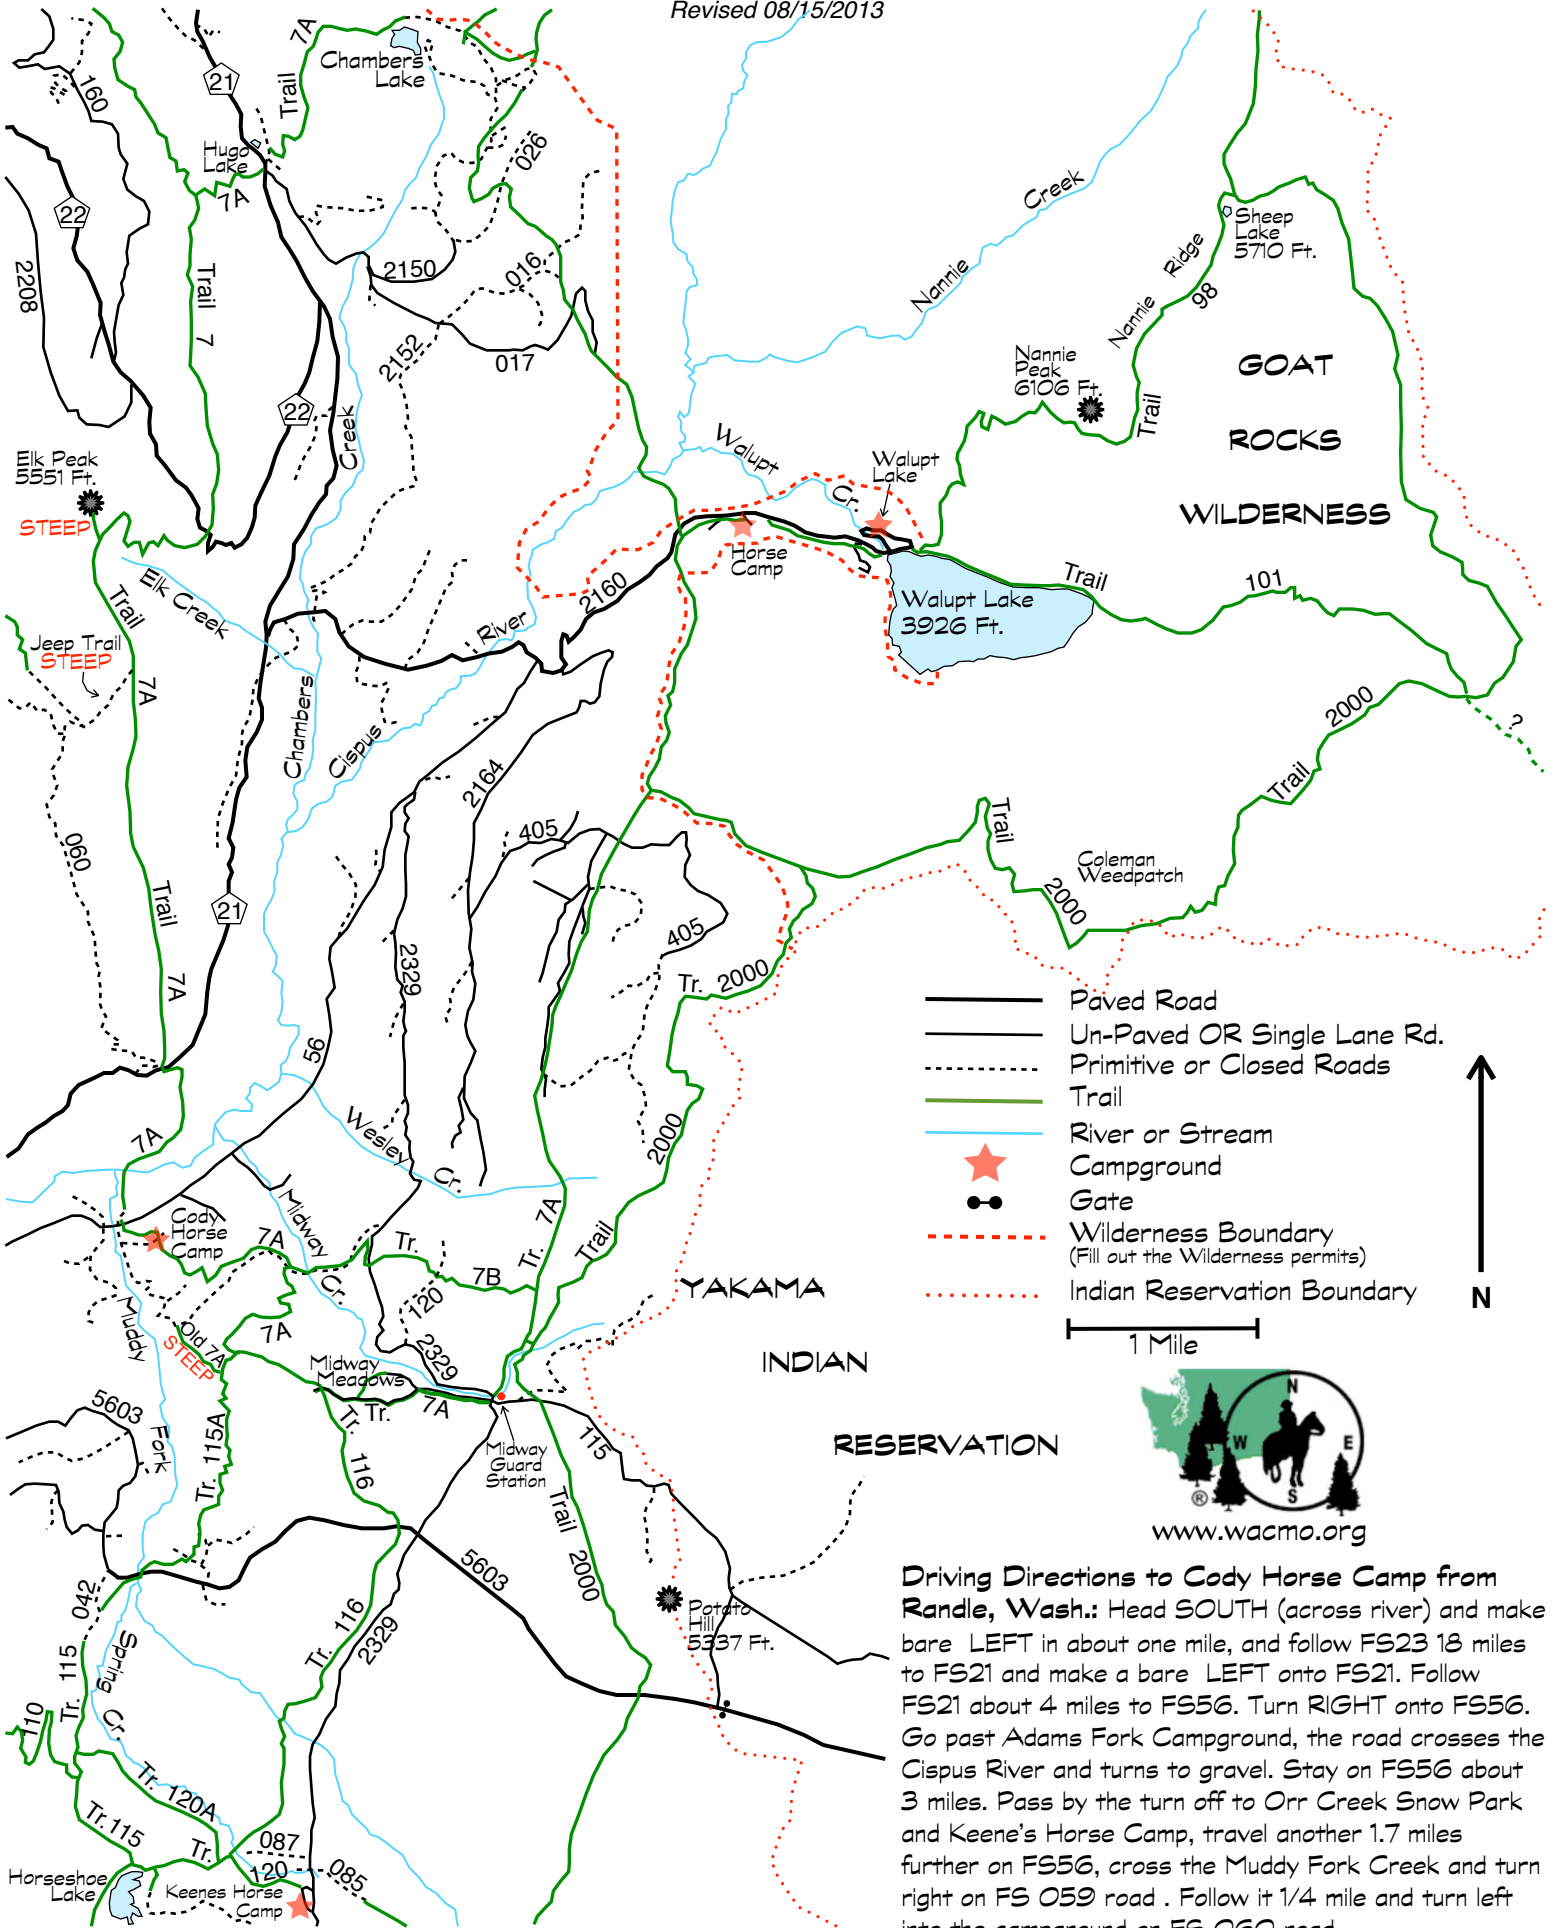 Revised 08/15/2013
7A
21
Chambers
Lake
Trail
160
Hugo
Lake
7A
026
22
Creek
Sheep
Lake
5710 Ft.
Ridge
2208
Trail
7
2150
016
Nannie
98
Nannie
2152
017
Nannie
Peak
6106 Ft.
GOAT
22
Creek
Trail
ROCKS
Elk Peak
5551 Ft.
STEEP
Walupt
Walupt
Lake
Cr.
WILDERNESS
Horse
Camp
Elk Creek
2160
Trail
101
Trail
Walupt Lake
3926 Ft.
River
Jeep Trail
STEEP
7A
Chambers
Cispus
2000
?
2164
Trail
405
Trail
060
Coleman
Weedpatch
Trail
2000
21
405
2329
Tr. 2000
7A
Paved Road
Un-Paved OR Single Lane Rd.
Primitive or Closed Roads
Trail
River or Stream
Campground
Gate
Wilderness Boundary
(Fill out the Wilderness permits)
Indian Reservation Boundary
N
1 Mile
56
7A
Wesley
Cr.
2000
Midway
Cody
Horse
Camp
7A
7A
Tr.
Tr.
Trail
7B
Cr.
120
YAKAMA
Muddy
Old 7A
STEEP
7A
2329
Midway
Meadows
INDIAN
7A
Tr.
Tr.
5603
Fork
Tr. 115A
116
Midway
Guard
Station
115
RESERVATION
N
W
E
S
®
www.wacmo.org
Trail
2000
5603
042
Tr. 116
2329
Potato
Hill
5337 Ft.
Tr. 115
Spring
Cr.
110
Tr. 120A
Tr. 115
Tr.
087
120
085
Horseshoe
Lake
Keenes Horse
Camp
Driving Directions to Cody Horse Camp from
Randle, Wash.: Head SOUTH (across river) and make
bare LEFT in about one mile, and follow FS23 18 miles
to FS21 and make a bare LEFT onto FS21. Follow
FS21 about 4 miles to FS56. Turn RIGHT onto FS56.
Go past Adams Fork Campground, the road crosses the
Cispus River and turns to gravel. Stay on FS56 about
3 miles. Pass by the turn off to Orr Creek Snow Park
and Keene's Horse Camp, travel another 1.7 miles
further on FS56, cross the Muddy Fork Creek and turn
right on FS 059 road . Follow it 1/4 mile and turn left
into the campground on FS 060 road